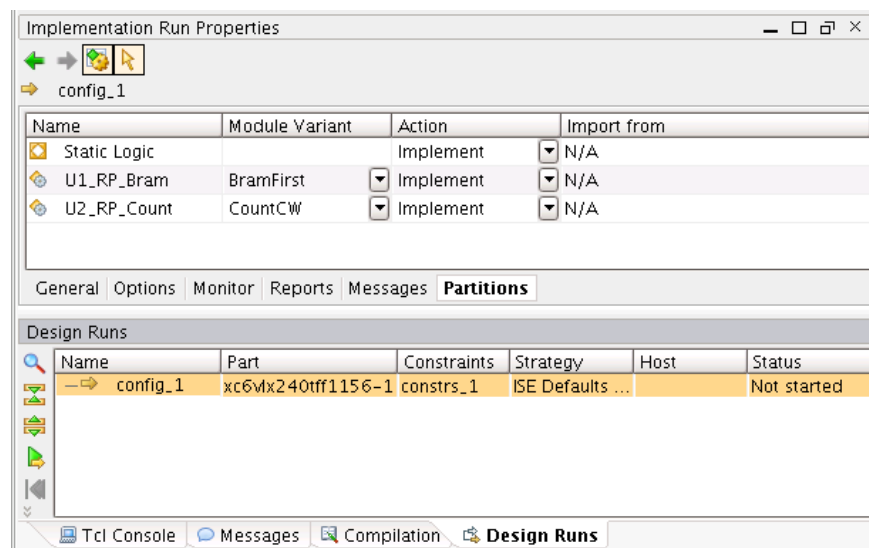 Implementation Run Properties
config_1
Name Module Variant Action Import from
Static Logic Implement N/A
U1_RP_Bram BramFirst Implement N/A
U2_RP_Count CountCW Implement N/A
General Options Monitor Reports Messages Partitions
Design Runs
Name Part Constraints Strategy Host Status
config_1 xc6vlx240tff1156-1 constrs_1 ISE Defaults ... Not started
Tcl Console Messages Compilation Design Runs